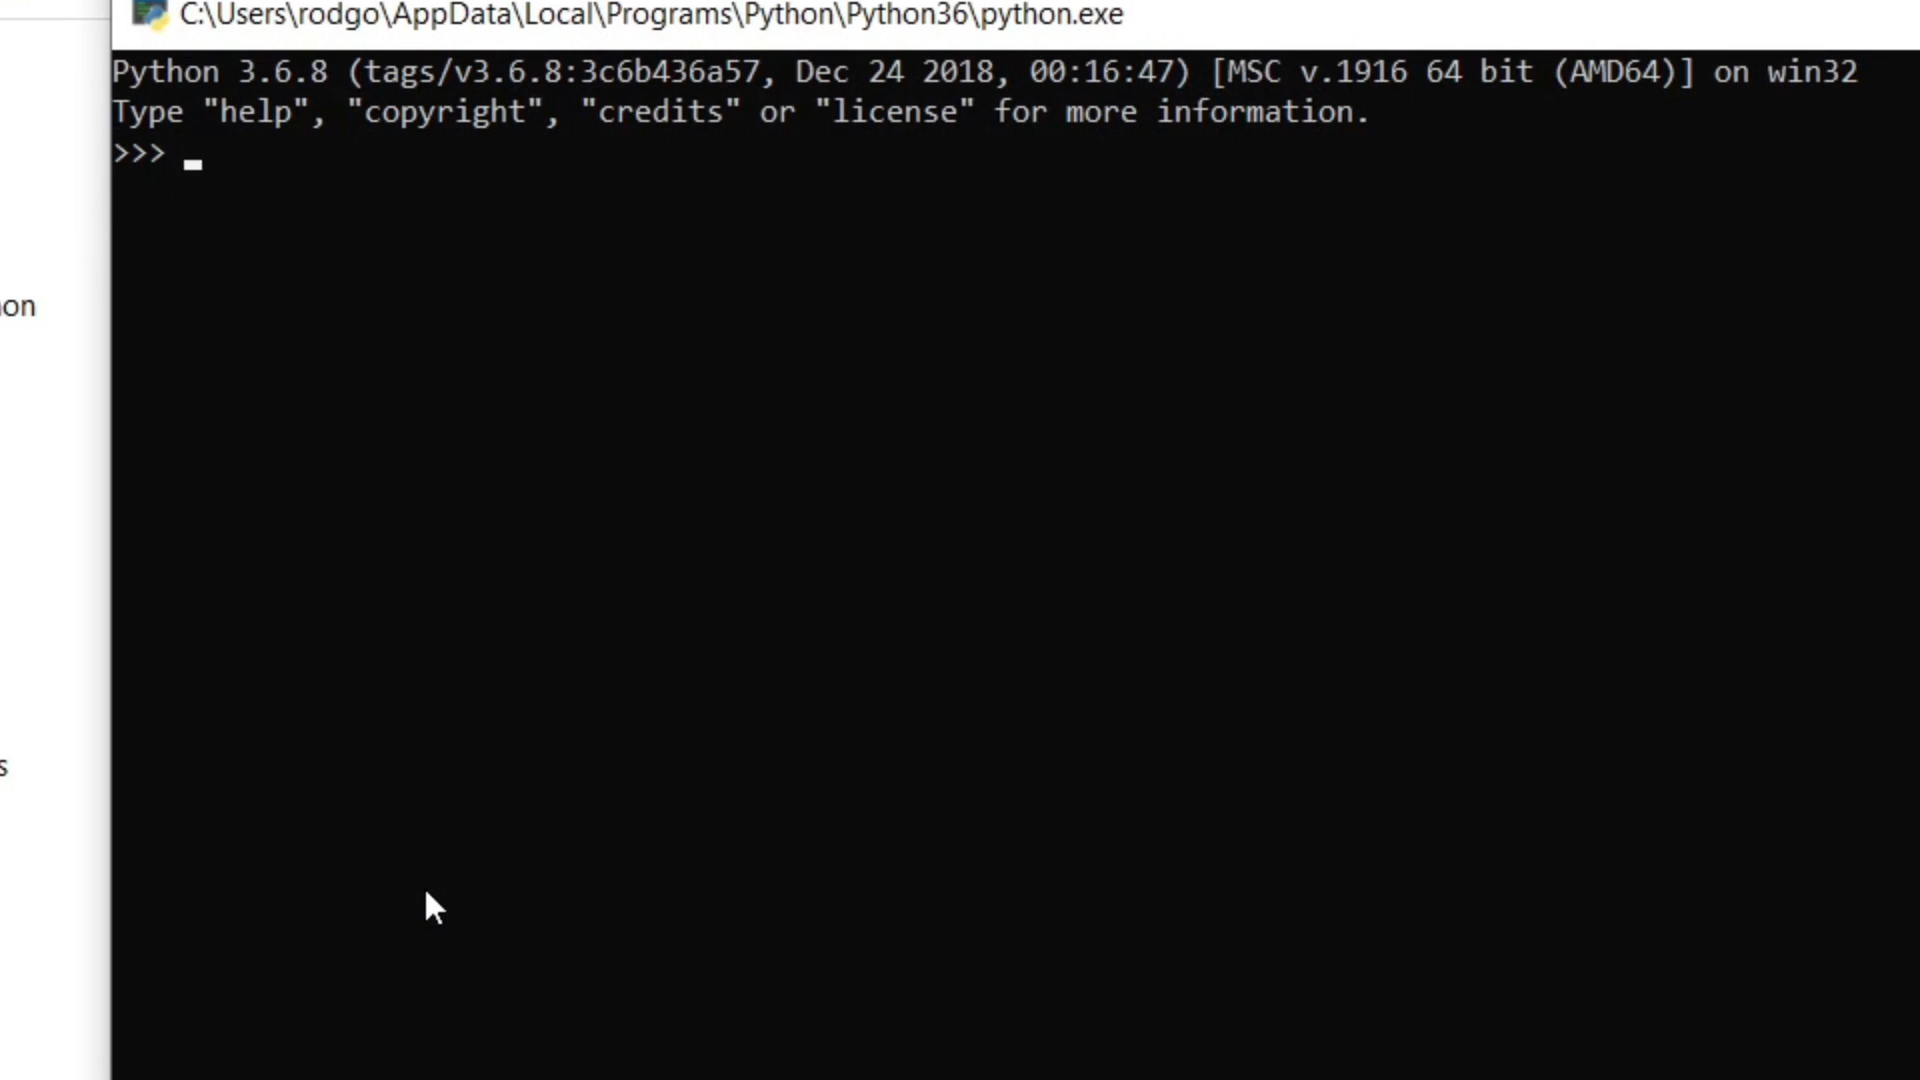 C:\Users\rodgo\AppData\Local\Programs\Python\Python36\python.exe
Python 3.6.8 (tags/v3.6.8:3c6b436a57, Dec 24 2018, 00:16:47) [MSC v.1916 64 bit (AMD64)] on win32
Type "help", "copyright", "credits" or "license" for more information.
>>>
on
s